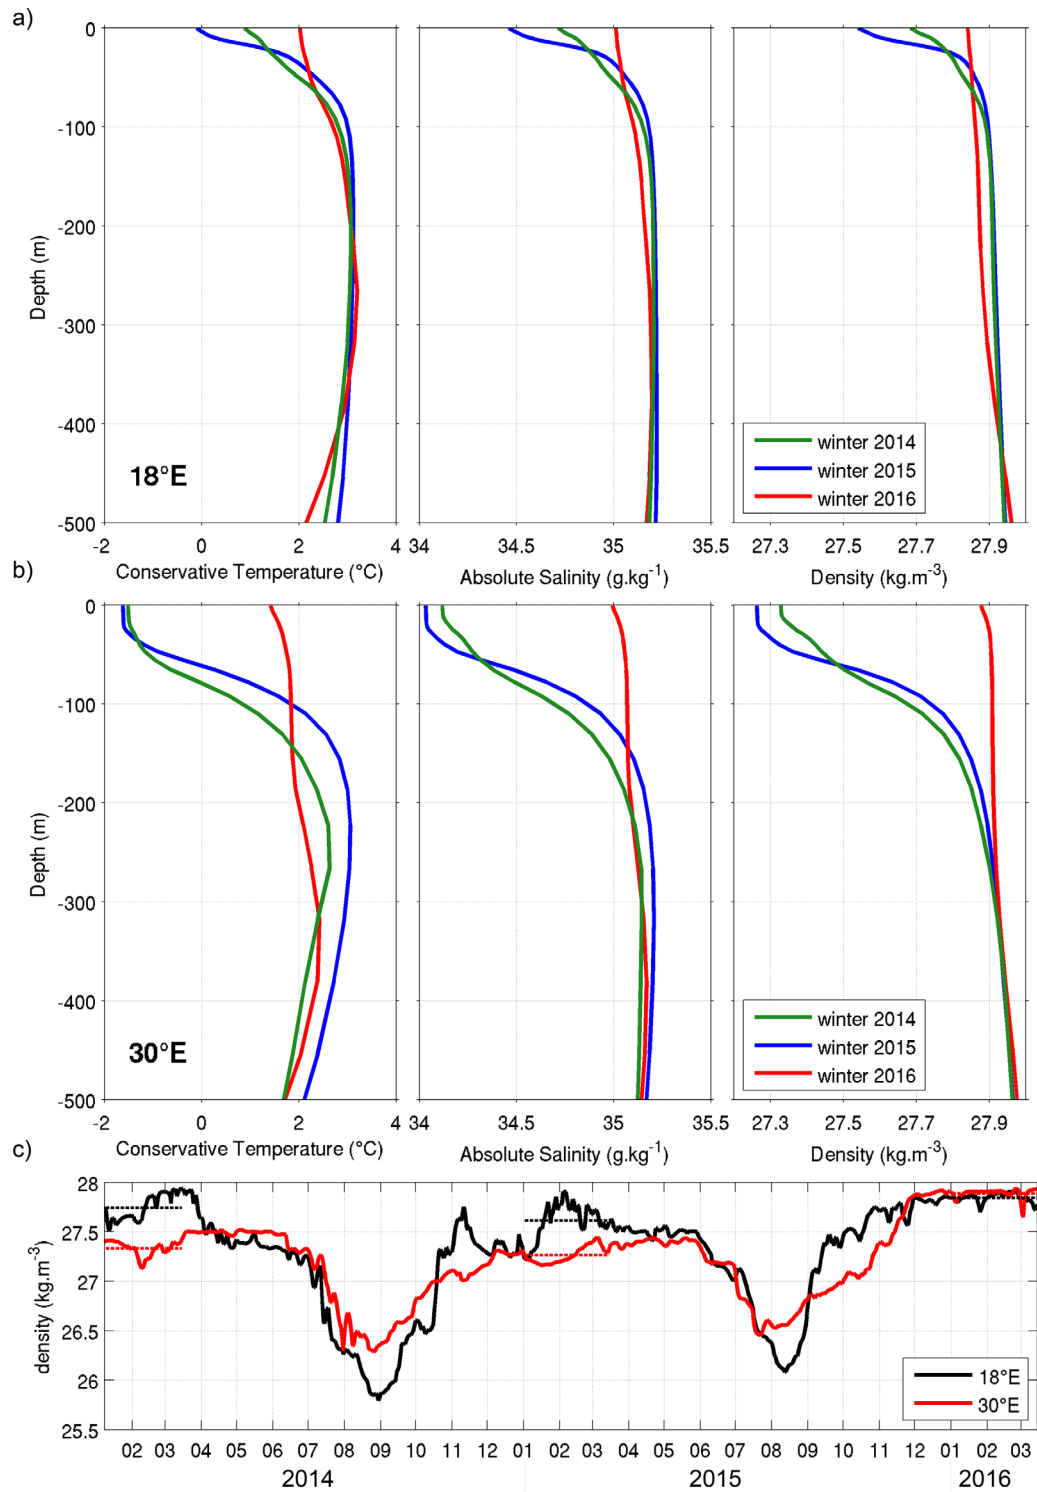 a)
0
-100
-200
-300
-400
-500
Depth (m)
18°E
winter 2014
winter 2015
winter 2016
-2 0 2 4
34 34.5 35 35.5
27.3 27.5 27.7 27.9
Conservative Temperature (°C)
Absolute Salinity (g.kg⁻¹)
Density (kg.m⁻³)
b)
0
-100
-200
-300
-400
-500
Depth (m)
30°E
winter 2014
winter 2015
winter 2016
-2 0 2 4
34 34.5 35 35.5
27.3 27.5 27.7 27.9
Conservative Temperature (°C)
Absolute Salinity (g.kg⁻¹)
Density (kg.m⁻³)
c)
28
27.5
27
26.5
26
25.5
density (kg.m⁻³)
18°E
30°E
02 03 04 05 06 07 08 09 10 11 12 01 02 03 04 05 06 07 08 09 10 11 12 01 02 03
2014 2015 2016